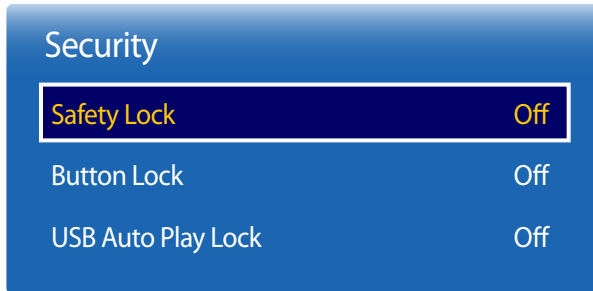 Security
Safety Lock Off
Button Lock Off
USB Auto Play Lock Off